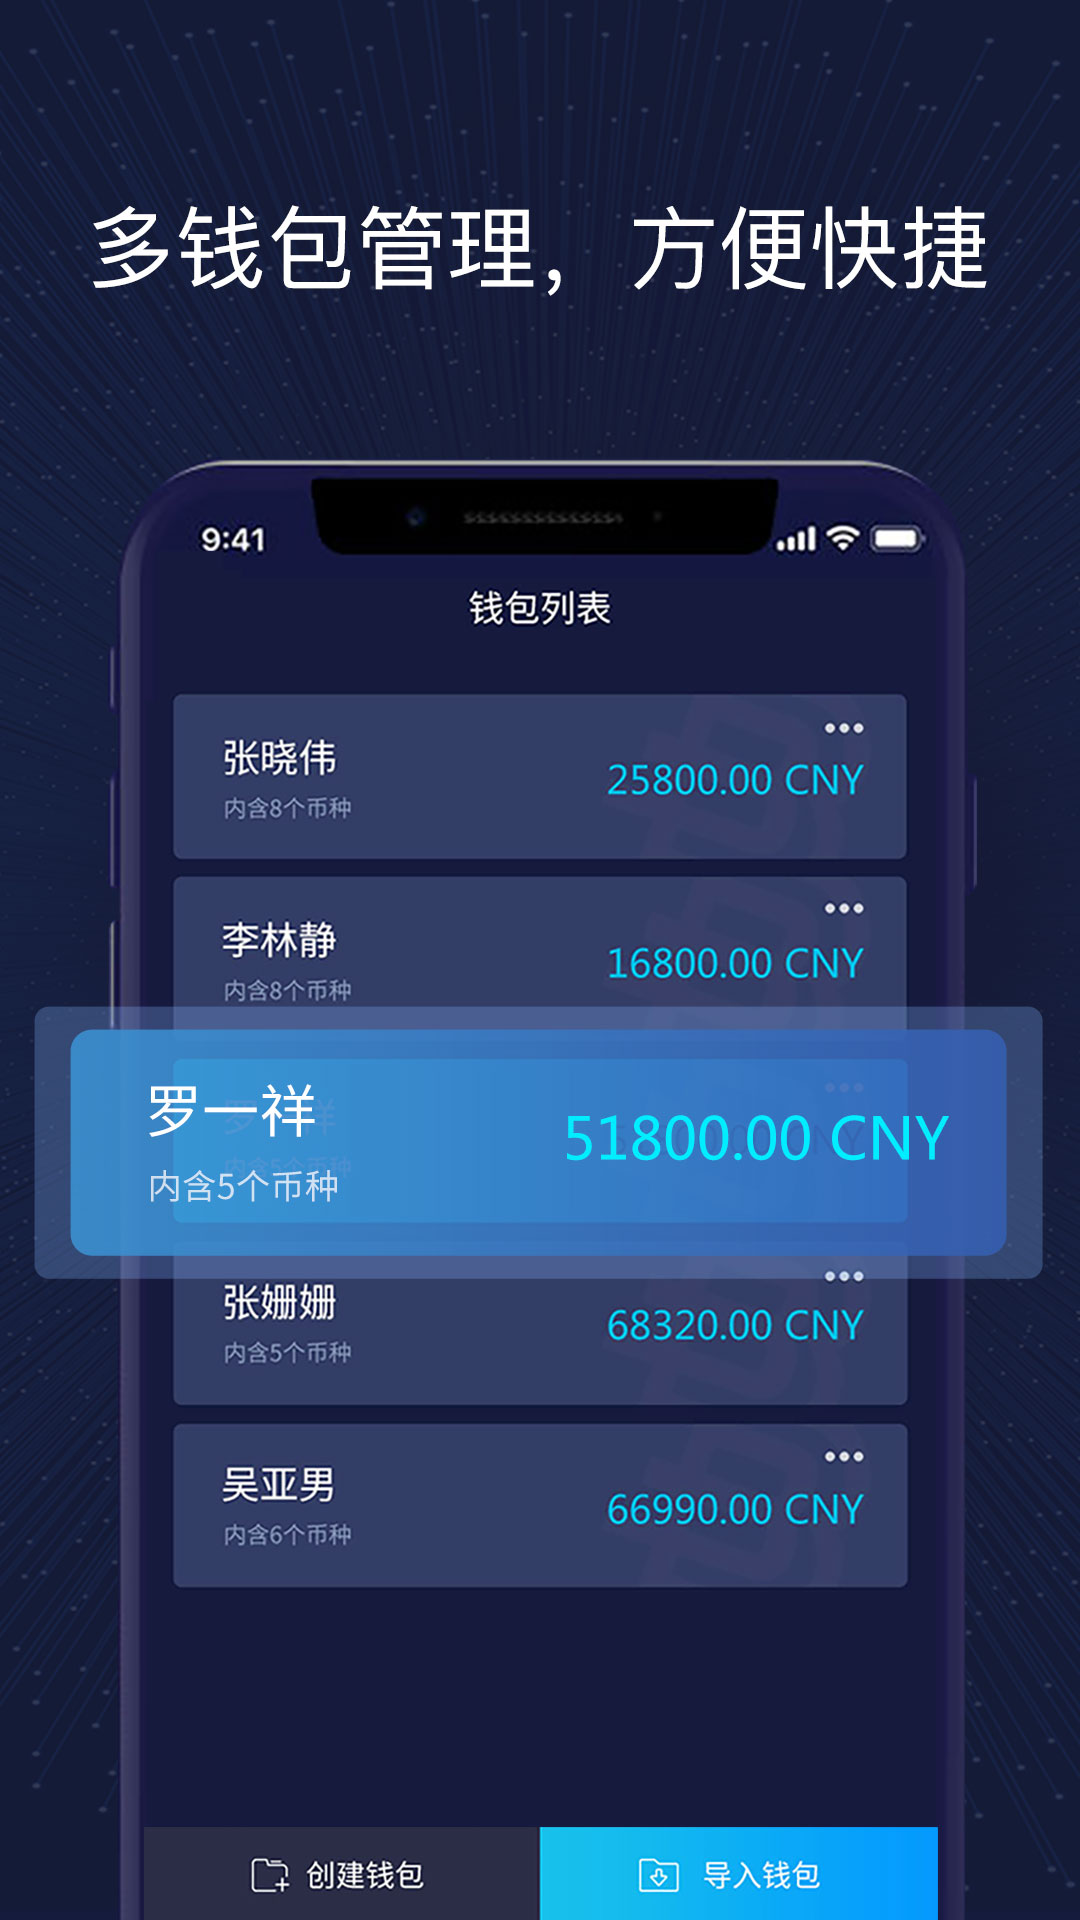 多钱包管理，方便快捷
9:41
钱包列表
张晓伟
25800.00 CNY
内含8个币种
李林静
16800.00 CNY
内含8个币种
罗一祥
51800.00 CNY
内含5个币种
张姗姗
68320.00 CNY
内含5个币种
吴亚男
66990.00 CNY
内含6个币种
创建钱包
导入钱包